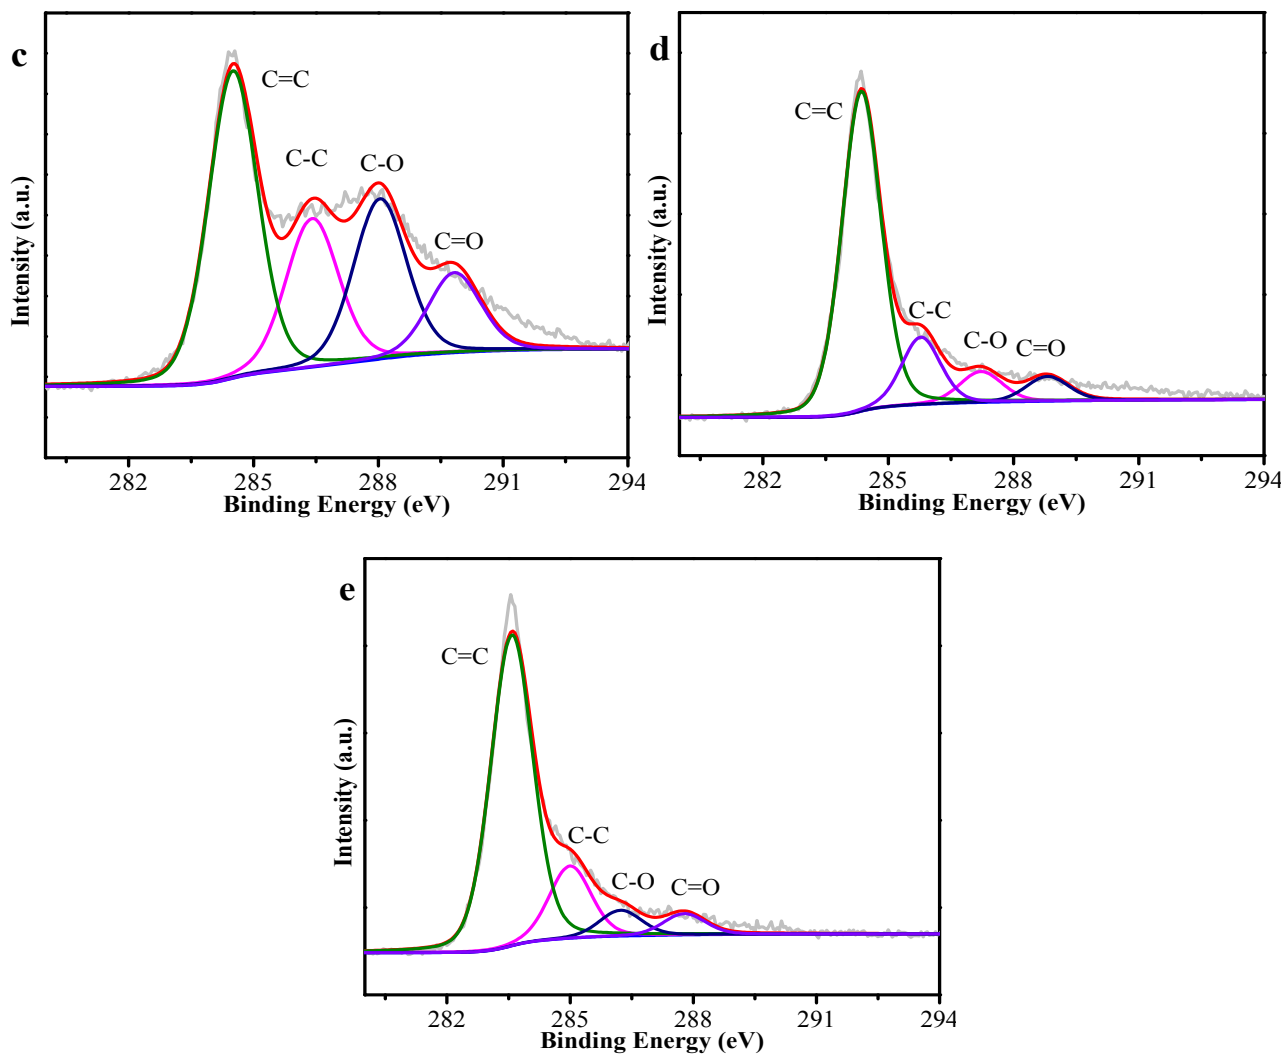 c
C=C
C-C
C-O
C=O
Intensity (a.u.)
282 285 288 291 294
Binding Energy (eV)
d
C=C
C-C
C-O
C=O
Intensity (a.u.)
282 285 288 291 294
Binding Energy (eV)
e
C=C
C-C
C-O
C=O
Intensity (a.u.)
282 285 288 291 294
Binding Energy (eV)